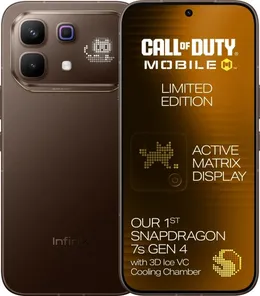 CALL OF DUTY
MOBILE
LIMITED
EDITION
ACTIVE
MATRIX
DISPLAY
OUR 1ST
SNAPDRAGON
7s GEN 4
with 3D Ice VC
Cooling Chamber
Infinix